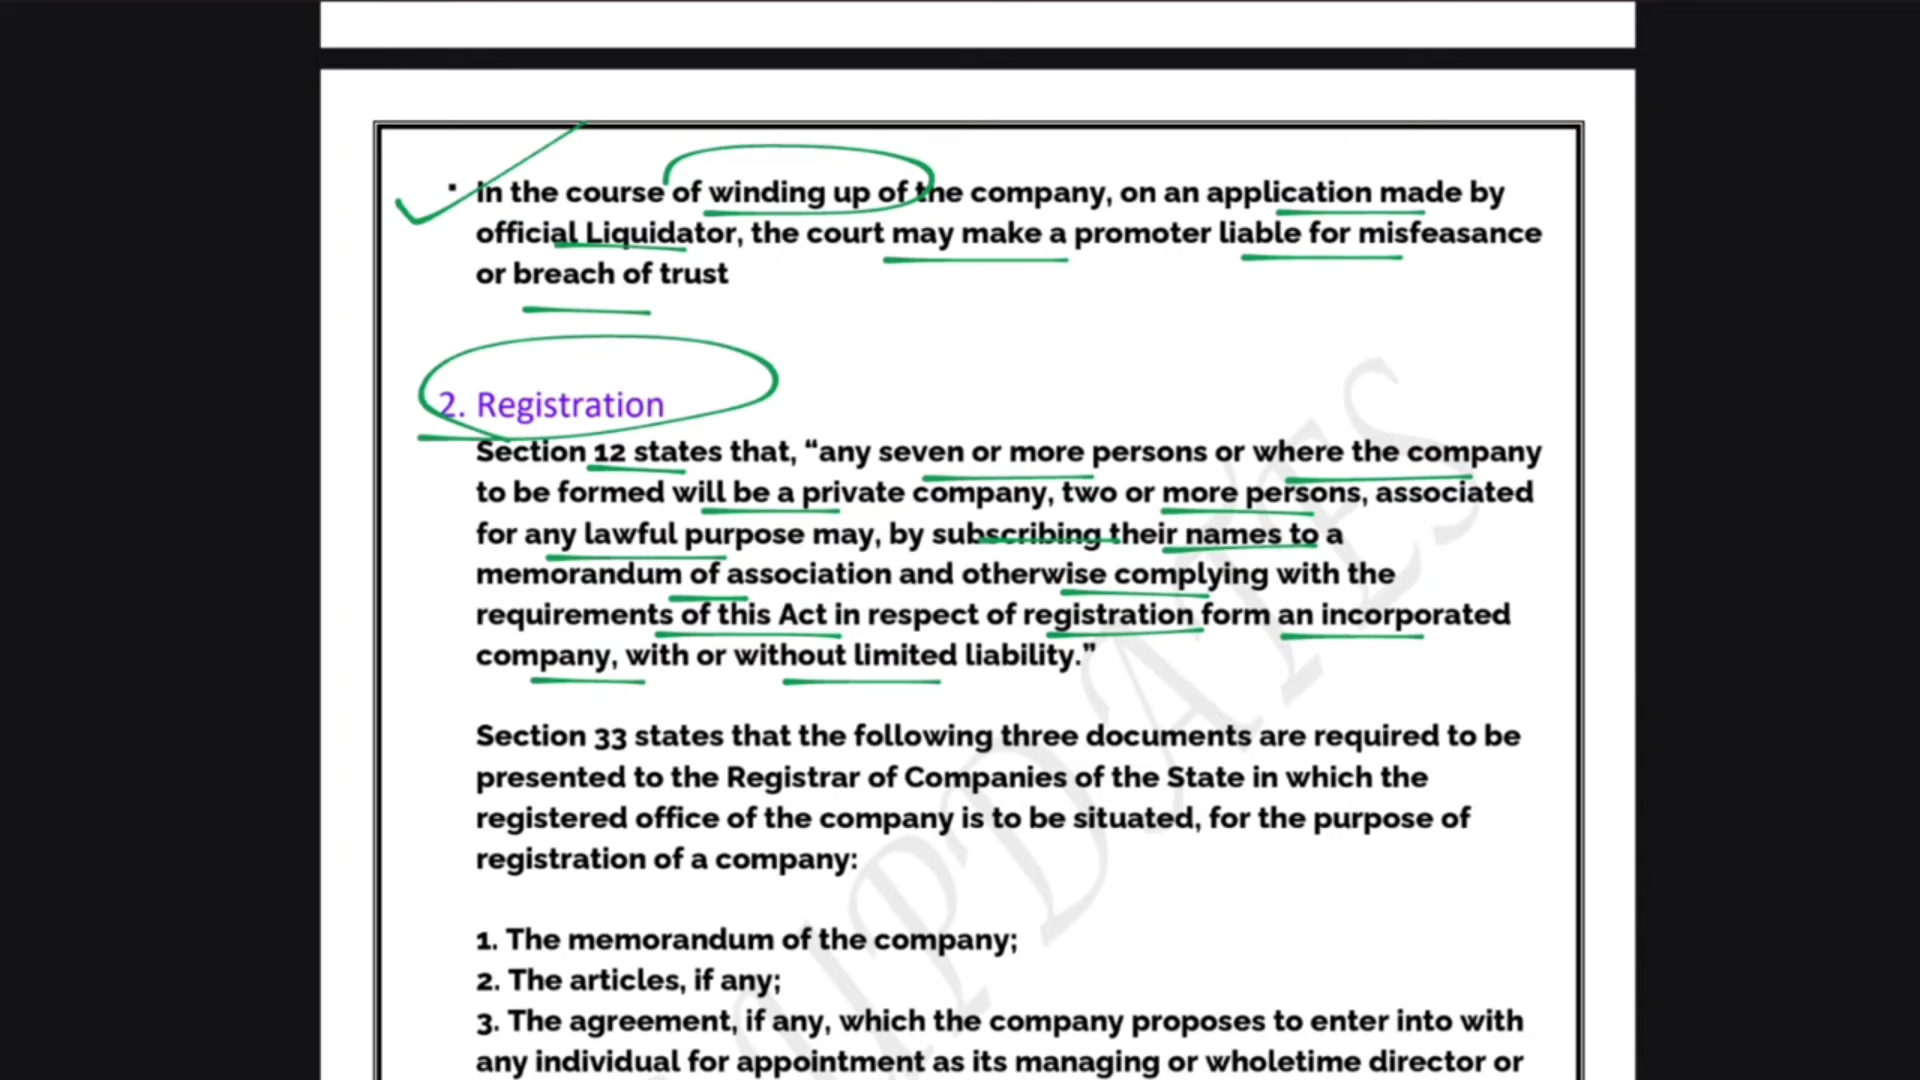 ▪ In the course of winding up of the company, on an application made by
official Liquidator, the court may make a promoter liable for misfeasance
or breach of trust
2. Registration
Section 12 states that, “any seven or more persons or where the company
to be formed will be a private company, two or more persons, associated
for any lawful purpose may, by subscribing their names to a
memorandum of association and otherwise complying with the
requirements of this Act in respect of registration form an incorporated
company, with or without limited liability.”
Section 33 states that the following three documents are required to be
presented to the Registrar of Companies of the State in which the
registered office of the company is to be situated, for the purpose of
registration of a company:
1. The memorandum of the company;
2. The articles, if any;
3. The agreement, if any, which the company proposes to enter into with
any individual for appointment as its managing or wholetime director or
UPDATES